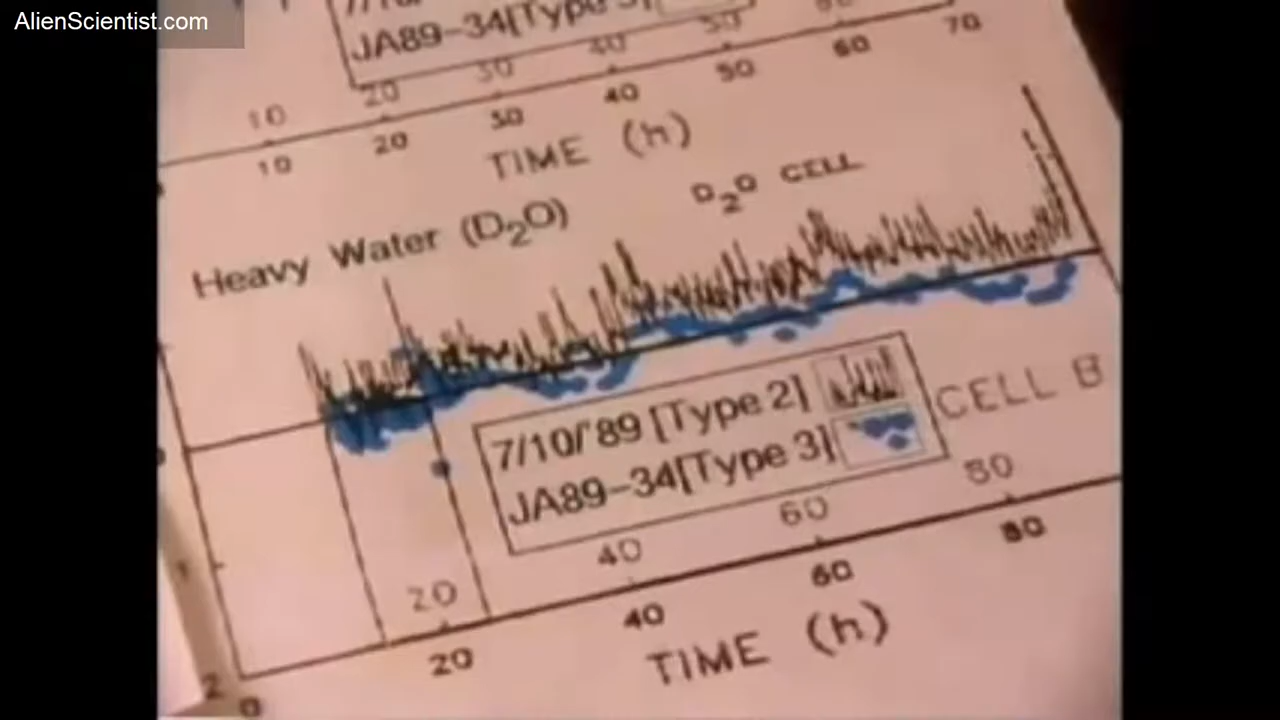 AlienScientist.com
JA89-34[Type 3]
10 20 30 40 50
10 20 30 40 50 60 70
TIME (h)
Heavy Water (D2O)
D2O CELL
7/10/'89 [Type 2]
JA89-34[Type 3]
CELL B
20 40 60 80
2
0 20 40 60 80
TIME (h)